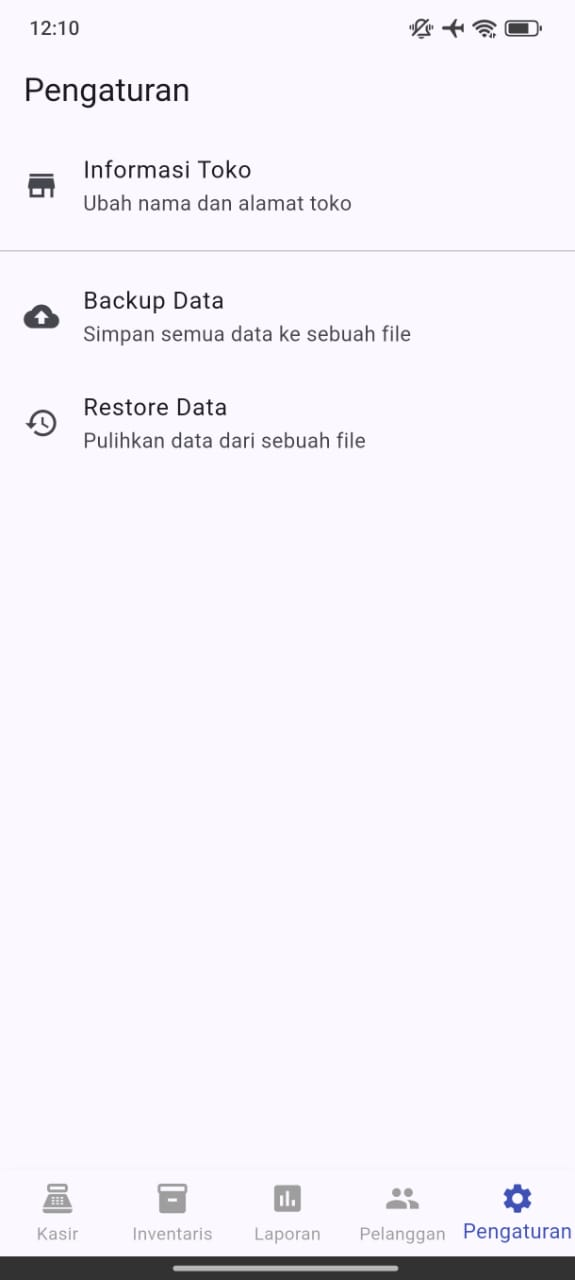 12:10
Pengaturan
Informasi Toko
Ubah nama dan alamat toko
Backup Data
Simpan semua data ke sebuah file
Restore Data
Pulihkan data dari sebuah file
Kasir
Inventaris
Laporan
Pelanggan
Pengaturan